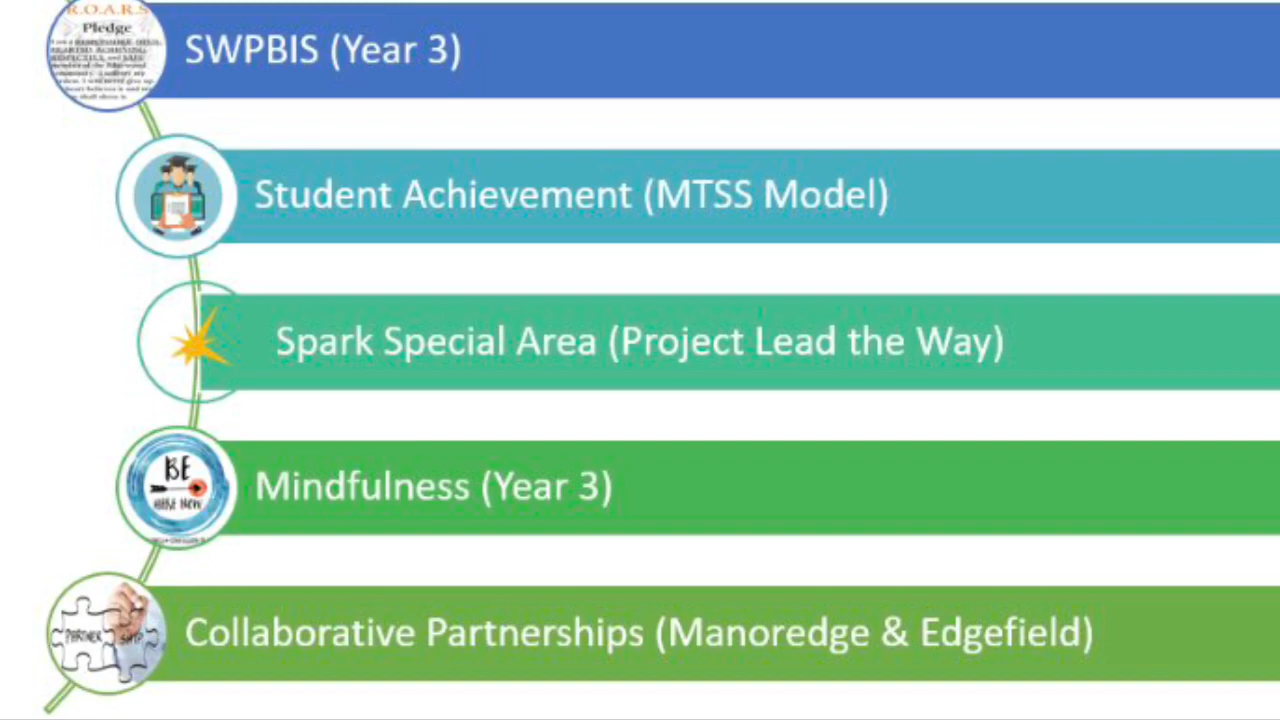 R.O.A.R.S
Pledge
SWPBIS (Year 3)
Student Achievement (MTSS Model)
Spark Special Area (Project Lead the Way)
BE
HERE NOW
Mindfulness (Year 3)
PARTNER SHIP
Collaborative Partnerships (Manoredge & Edgefield)